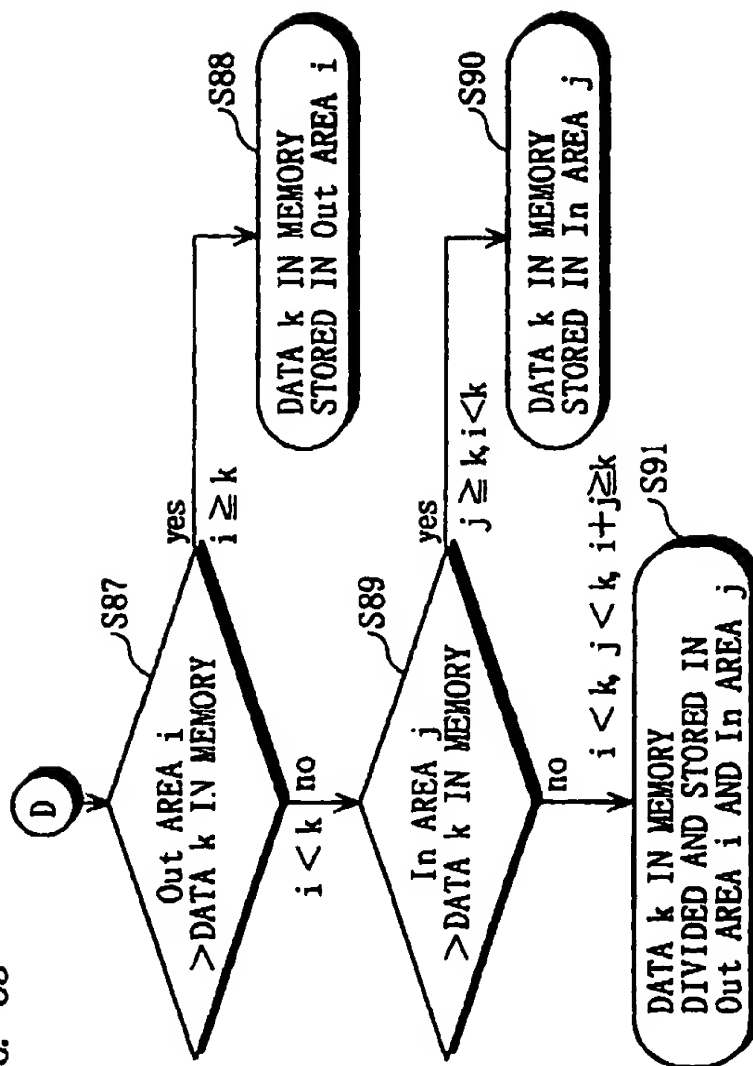 D
S87
Out AREA i
>DATA k IN MEMORY
yes
i ≧ k
S88
DATA k IN MEMORY
STORED IN Out AREA i
no
i < k
S89
In AREA j
>DATA k IN MEMORY
yes
j ≧ k, i<k
S90
DATA k IN MEMORY
STORED IN In AREA j
no
i < k, j < k, i+j≧k
S91
DATA k IN MEMORY
DIVIDED AND STORED IN
Out AREA i AND In AREA j